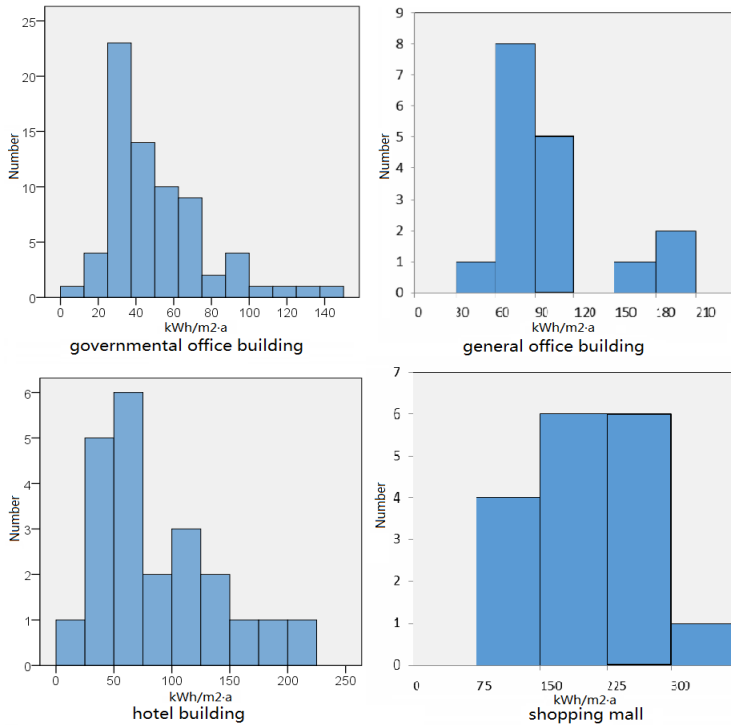 25
20
15
10
5
0
Number
0 20 40 60 80 100 120 140
kWh/m2·a
governmental office building
9
8
7
6
5
4
3
2
1
0
Number
0 30 60 90 120 150 180 210
kWh/m2·a
general office building
6
5
4
3
2
1
0
Number
0 50 100 150 200 250
kWh/m2·a
hotel building
7
6
5
4
3
2
1
0
Number
0 75 150 225 300
kWh/m2·a
shopping mall